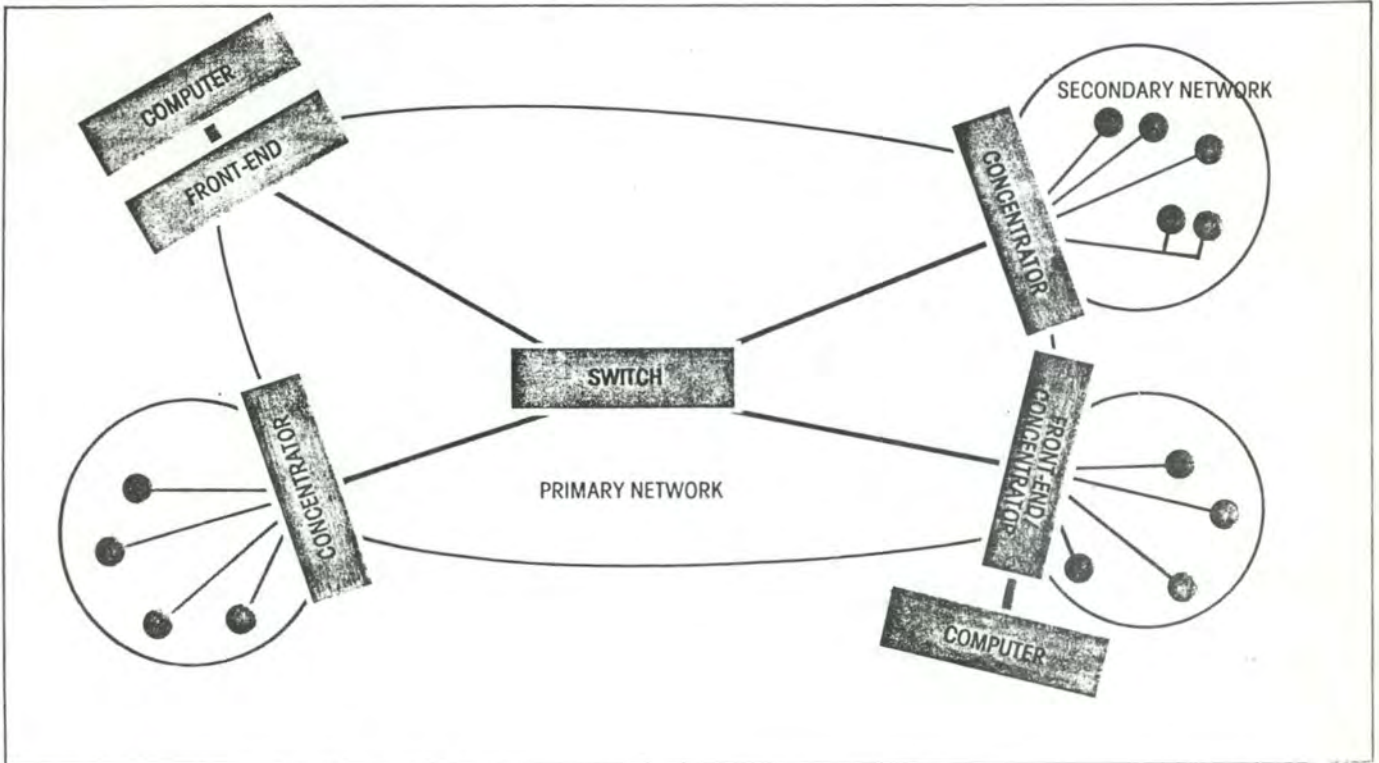 COMPUTER
FRONT-END
SECONDARY NETWORK
CONCENTRATOR
SWITCH
CONCENTRATOR
PRIMARY NETWORK
FRONT-END/
CONCENTRATOR
COMPUTER